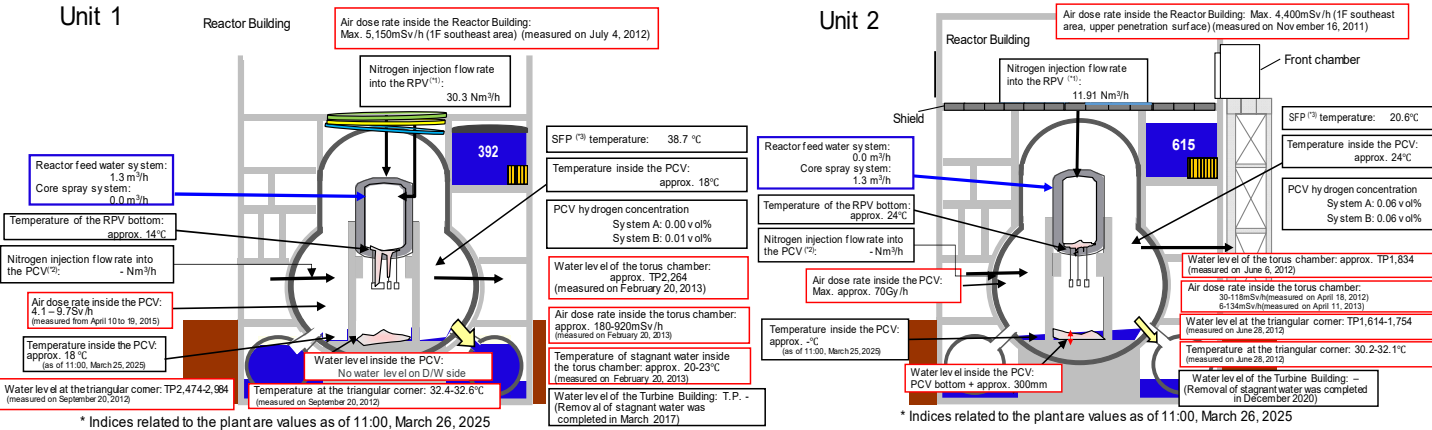 Unit 1
Reactor Building
Air dose rate inside the Reactor Building:
Max. 5,150mSv/h (1F southeast area) (measured on July 4, 2012)
Nitrogen injection flow rate
into the RPV(*1):
30.3 Nm³/h
392
Reactor feed water system:
1.3 m³/h
Core spray system:
0.0 m³/h
Temperature of the RPV bottom:
approx. 14℃
Nitrogen injection flow rate into
the PCV(*2): - Nm³/h
Air dose rate inside the PCV:
4.1 – 9.7Sv/h
(measured from April 10 to 19, 2015)
Temperature inside the PCV:
approx. 18 ℃
(as of 11:00, March 25, 2025)
Water level at the triangular corner: TP2,474-2,984
(measured on September 20, 2012)
SFP (*3) temperature: 38.7 ℃
Temperature inside the PCV:
approx. 18℃
PCV hydrogen concentration
System A: 0.00 vol%
System B: 0.01 vol%
Water level of the torus chamber:
approx. TP2,264
(measured on February 20, 2013)
Air dose rate inside the torus chamber:
approx. 180-920mSv/h
(measured on February 20, 2013)
Temperature of stagnant water inside
the torus chamber: approx. 20-23℃
(measured on February 20, 2013)
Water level of the Turbine Building: T.P. -
(Removal of stagnant water was
completed in March 2017)
Water level inside the PCV:
No water level on D/W side
Temperature at the triangular corner: 32.4-32.6℃
(measured on September 20, 2012)
* Indices related to the plant are values as of 11:00, March 26, 2025
Unit 2
Reactor Building
Air dose rate inside the Reactor Building: Max. 4,400mSv/h (1F southeast
area, upper penetration surface) (measured on November 16, 2011)
Front chamber
Nitrogen injection flow rate
into the RPV (*1):
11.91 Nm³/h
Shield
615
Reactor feed water system:
0.0 m³/h
Core spray system:
1.3 m³/h
Temperature of the RPV bottom:
approx. 24℃
Nitrogen injection flow rate into
the PCV(*2): - Nm³/h
Air dose rate inside the PCV:
Max. approx. 70Gy/h
Temperature inside the PCV:
approx. -℃
(as of 11:00, March 25, 2025)
Water level inside the PCV:
PCV bottom + approx. 300mm
SFP (*3) temperature: 20.6℃
Temperature inside the PCV:
approx. 24℃
PCV hydrogen concentration
System A: 0.06 vol%
System B: 0.06 vol%
Water level of the torus chamber: approx. TP1,834
(measured on June 6, 2012)
Air dose rate inside the torus chamber:
30-118mSv/h(measured on April 18, 2012)
6-134mSv/h(measured on April 11, 2013)
Water level at the triangular corner: TP1,614-1,754
(measured on June 28, 2012)
Temperature at the triangular corner: 30.2-32.1℃
(measured on June 28, 2012)
Water level of the Turbine Building: –
(Removal of stagnant water was completed
in December 2020)
* Indices related to the plant are values as of 11:00, March 26, 2025